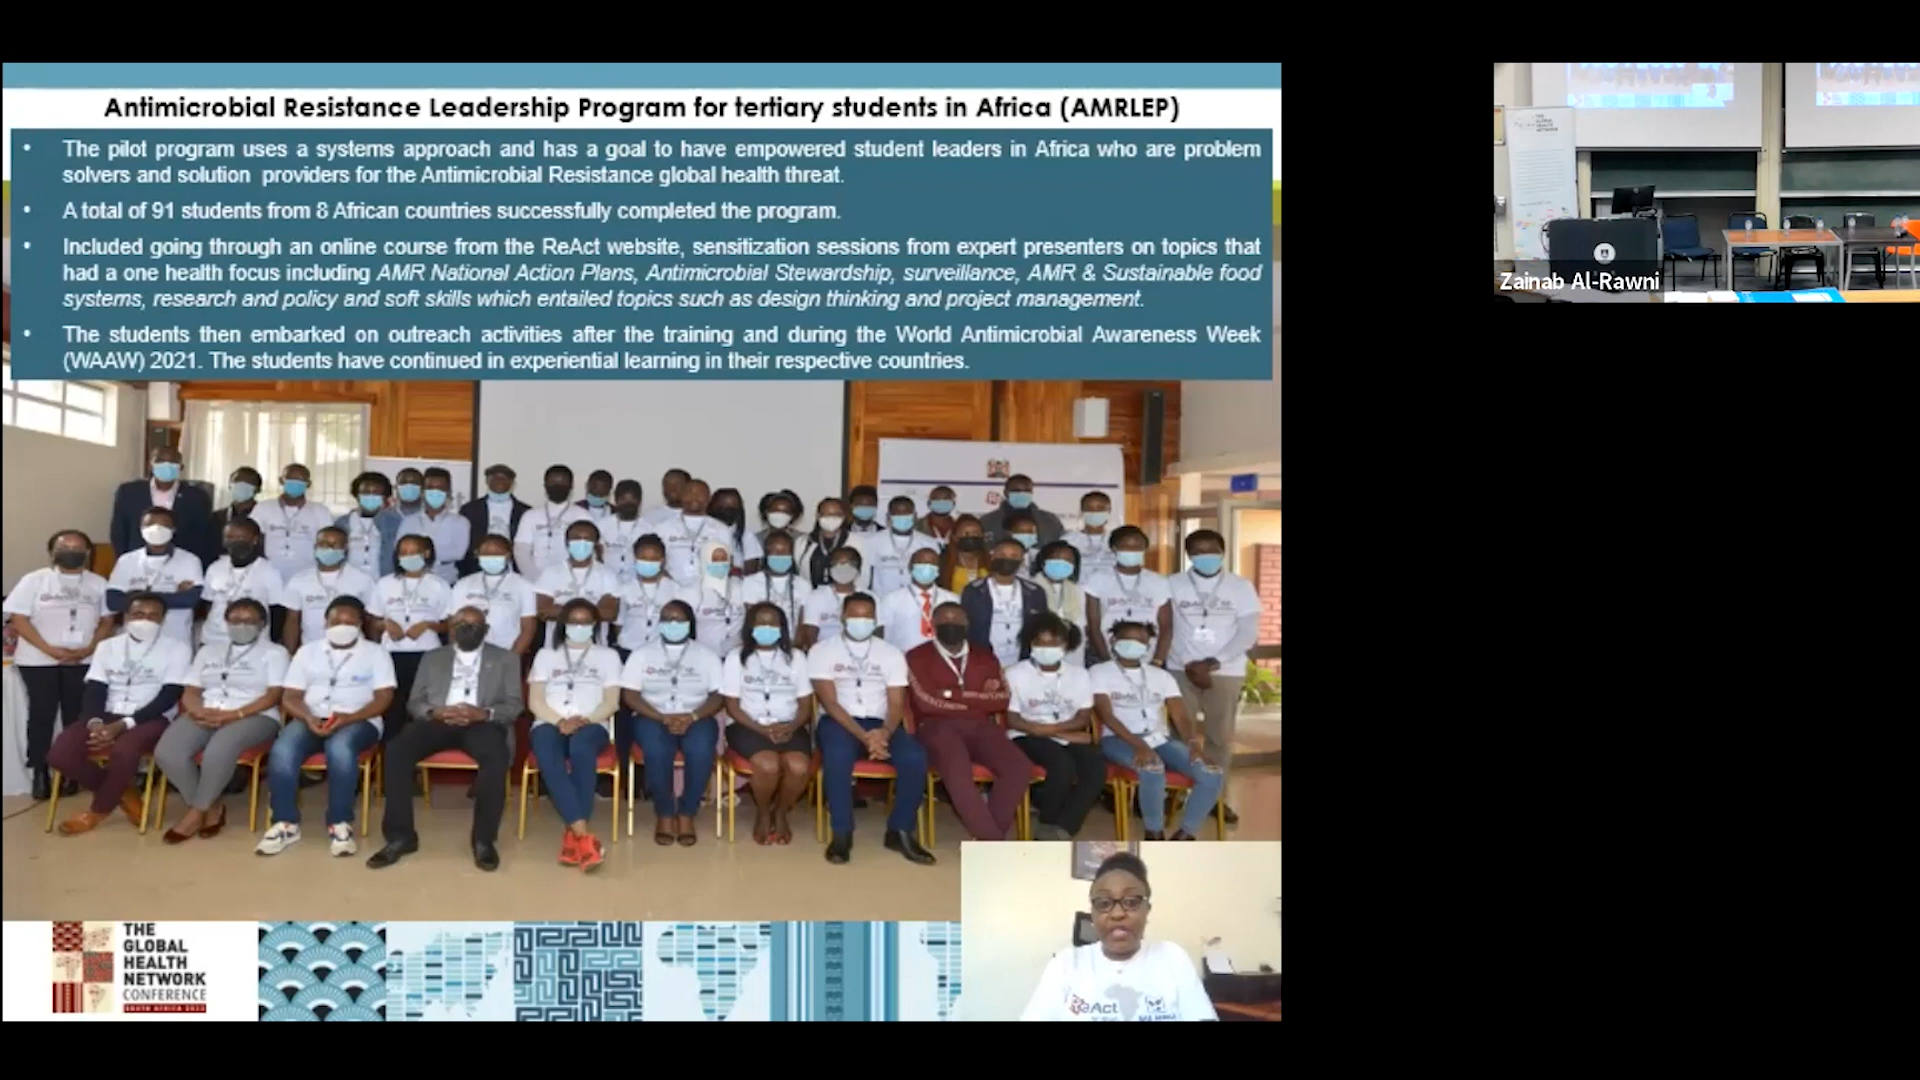 Antimicrobial Resistance Leadership Program for tertiary students in Africa (AMRLEP)
• The pilot program uses a systems approach and has a goal to have empowered student leaders in Africa who are problem
solvers and solution providers for the Antimicrobial Resistance global health threat.
• A total of 91 students from 8 African countries successfully completed the program.
• Included going through an online course from the ReAct website, sensitization sessions from expert presenters on topics that
had a one health focus including AMR National Action Plans, Antimicrobial Stewardship, surveillance, AMR & Sustainable food
systems, research and policy and soft skills which entailed topics such as design thinking and project management.
• The students then embarked on outreach activities after the training and during the World Antimicrobial Awareness Week
(WAAW) 2021. The students have continued in experiential learning in their respective countries.
THE
GLOBAL
HEALTH
NETWORK
CONFERENCE
SOUTH AFRICA 2022
ReAct
Zainab Al-Rawni